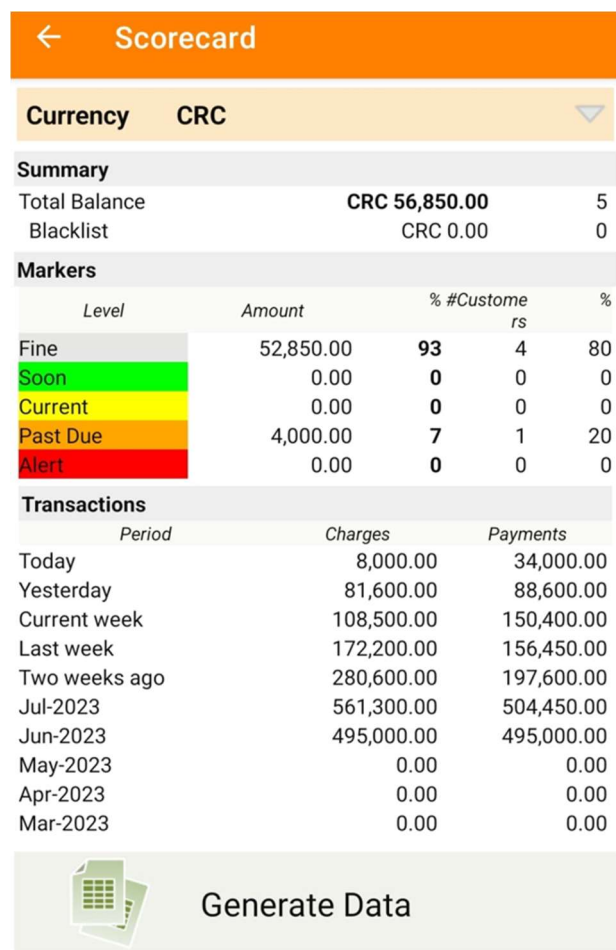 Scorecard
Currency CRC
Summary
Total Balance CRC 56,850.00 5
Blacklist CRC 0.00 0
Markers
Level Amount % #Custome rs %
Fine 52,850.00 93 4 80
Soon 0.00 0 0 0
Current 0.00 0 0 0
Past Due 4,000.00 7 1 20
Alert 0.00 0 0 0
Transactions
Period Charges Payments
Today 8,000.00 34,000.00
Yesterday 81,600.00 88,600.00
Current week 108,500.00 150,400.00
Last week 172,200.00 156,450.00
Two weeks ago 280,600.00 197,600.00
Jul-2023 561,300.00 504,450.00
Jun-2023 495,000.00 495,000.00
May-2023 0.00 0.00
Apr-2023 0.00 0.00
Mar-2023 0.00 0.00
Generate Data